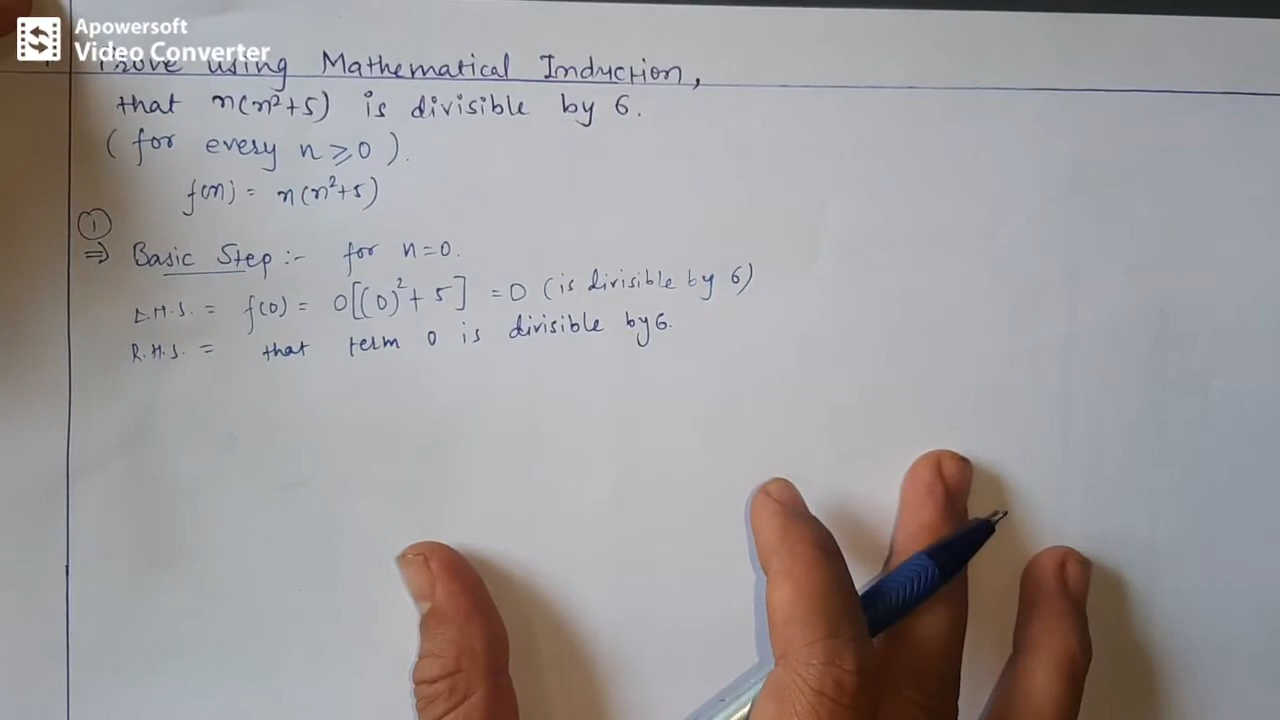 Apowersoft
Video Converter
Prove using Mathematical Induction,
that n(n²+5) is divisible by 6.
(for every n ≥ 0).
f(n) = n(n²+5)
①
⇒ Basic Step :- for n=0.
L.H.S. = f(0) = 0[(0)²+ 5] = 0 (is divisible by 6)
R.H.S. = that term 0 is divisible by 6.